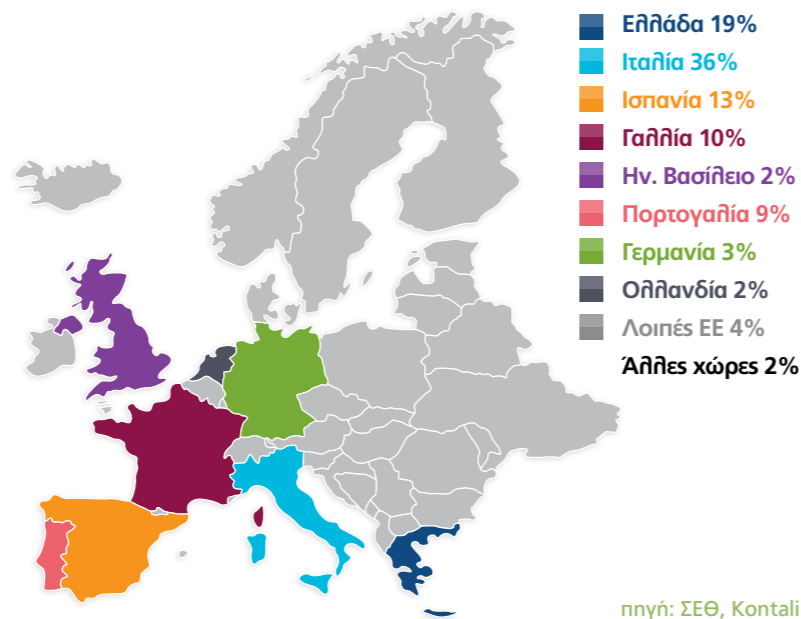 Ελλάδα 19%
Ιταλία 36%
Ισπανία 13%
Γαλλία 10%
Ην. Βασίλειο 2%
Πορτογαλία 9%
Γερμανία 3%
Ολλανδία 2%
Λοιπές ΕΕ 4%
Άλλες χώρες 2%
πηγή: ΣΕΘ, Kontali